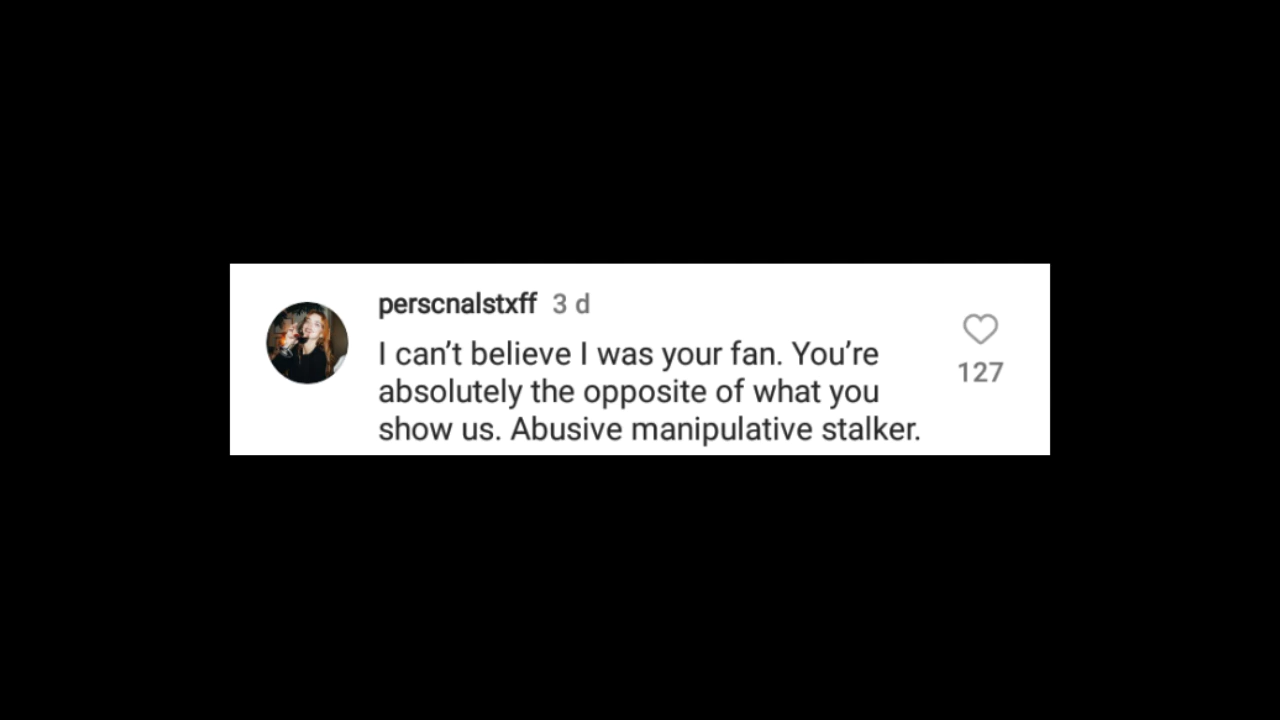 perscnalstxff 3 d
I can’t believe I was your fan. You’re
absolutely the opposite of what you
show us. Abusive manipulative stalker.
127